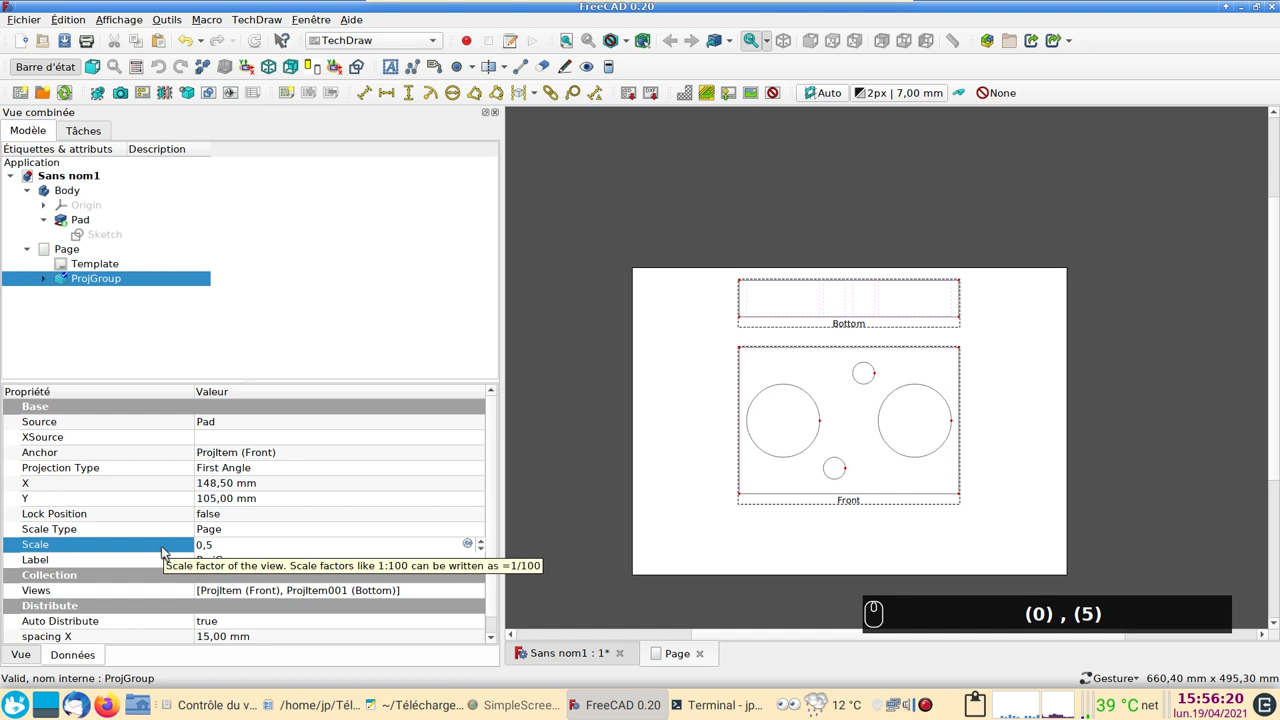 FreeCAD 0.20
Fichier Édition Affichage Outils Macro TechDraw Fenêtre Aide
TechDraw
Barre d'état
Auto 2px | 7,00 mm None
Vue combinée
Modèle Tâches
Étiquettes & attributs Description
Application
Sans nom1
Body
Origin
Pad
Sketch
Page
Template
ProjGroup
Propriété Valeur
Base
Source Pad
XSource
Anchor ProjItem (Front)
Projection Type First Angle
X 148,50 mm
Y 105,00 mm
Lock Position false
Scale Type Page
Scale 0,5
Label
Scale factor of the view. Scale factors like 1:100 can be written as =1/100
Collection
Views [ProjItem (Front), ProjItem001 (Bottom)]
Distribute
Auto Distribute true
spacing X 15,00 mm
Vue Données
Bottom
Front
(0) , (5)
Sans nom1 : 1* Page
Valid, nom interne : ProjGroup
Gesture 660,40 mm x 495,30 mm
Contrôle du v... /home/jp/Tél... ~/Télécharge... SimpleScree... FreeCAD 0.20 Terminal - jp... 12 °C 39 °C net 15:56:20
lun.19/04/2021